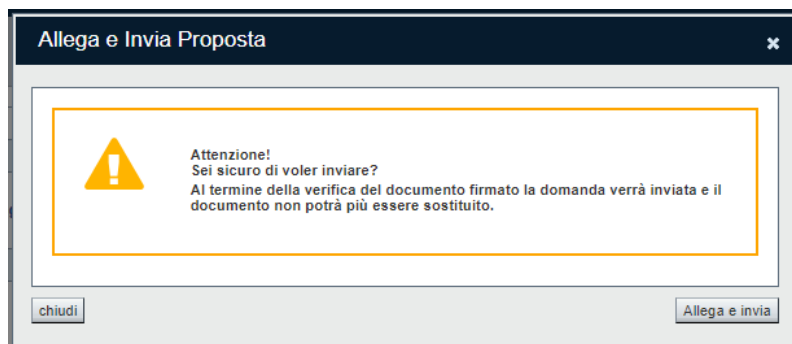 Allega e Invia Proposta
Attenzione!
Sei sicuro di voler inviare?
Al termine della verifica del documento firmato la domanda verrà inviata e il
documento non potrà più essere sostituito.
chiudi
Allega e invia